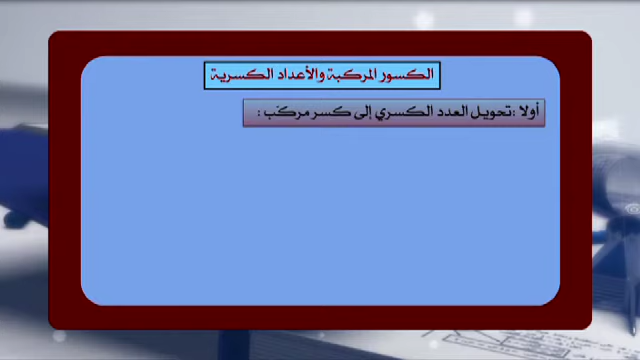 الكسور المركبة والأعداد الكسرية
أولا :تحويل العدد الكسري إلى كسر مركب :